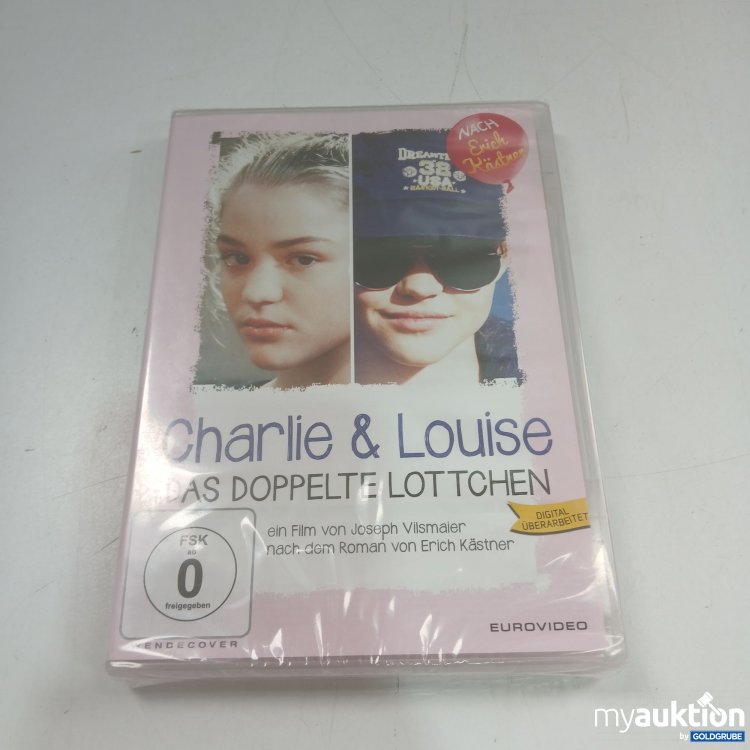 NACH
Erich
Kästner
38
USA
BASKETBALL
Charlie & Louise
DAS DOPPELTE LOTTCHEN
DIGITAL
ÜBERARBEITET
ein Film von Joseph Vilsmaier
nach dem Roman von Erich Kästner
FSK
ab
0
freigegeben
WENDECOVER
EUROVIDEO
myauktion
by GOLDGRUBE